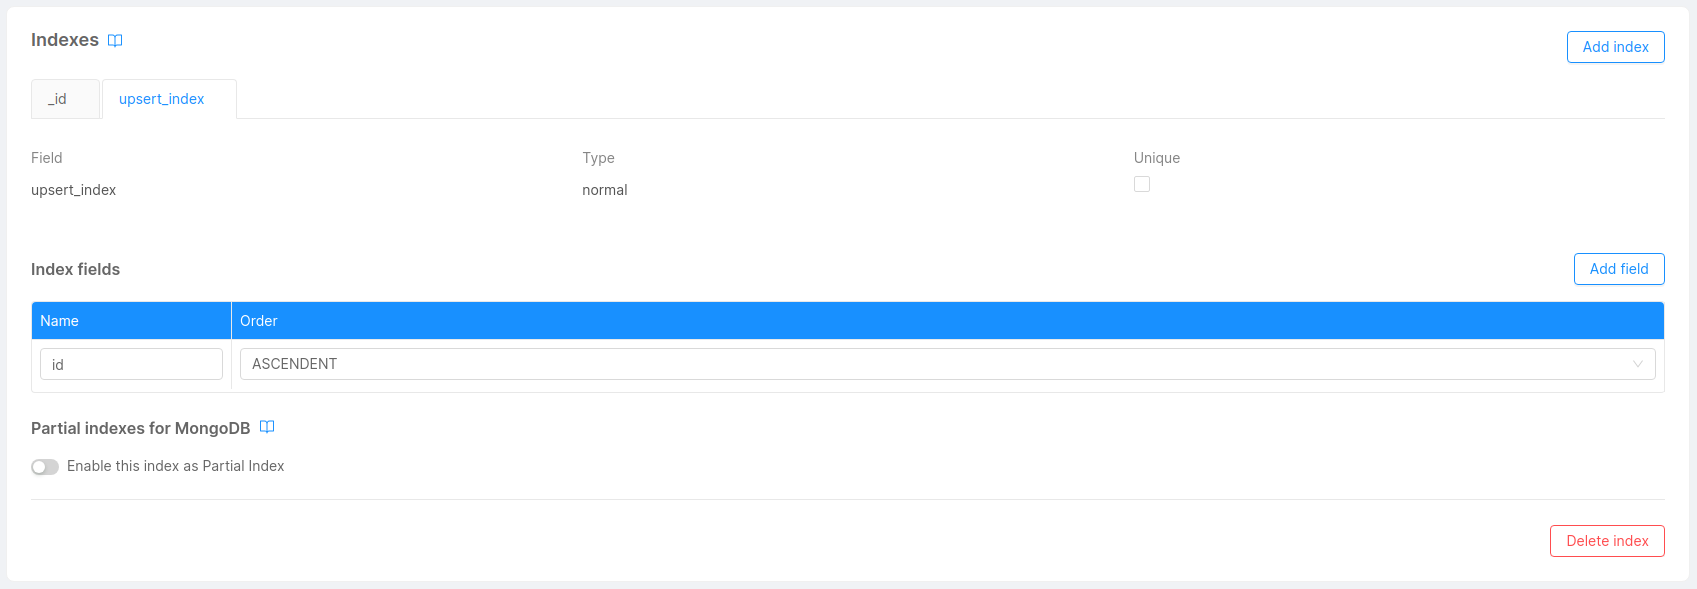 Indexes
Add index
_id
upsert_index
Field
Type
Unique
upsert_index
normal
Index fields
Add field
Name
Order
id
ASCENDENT
Partial indexes for MongoDB
Enable this index as Partial Index
Delete index